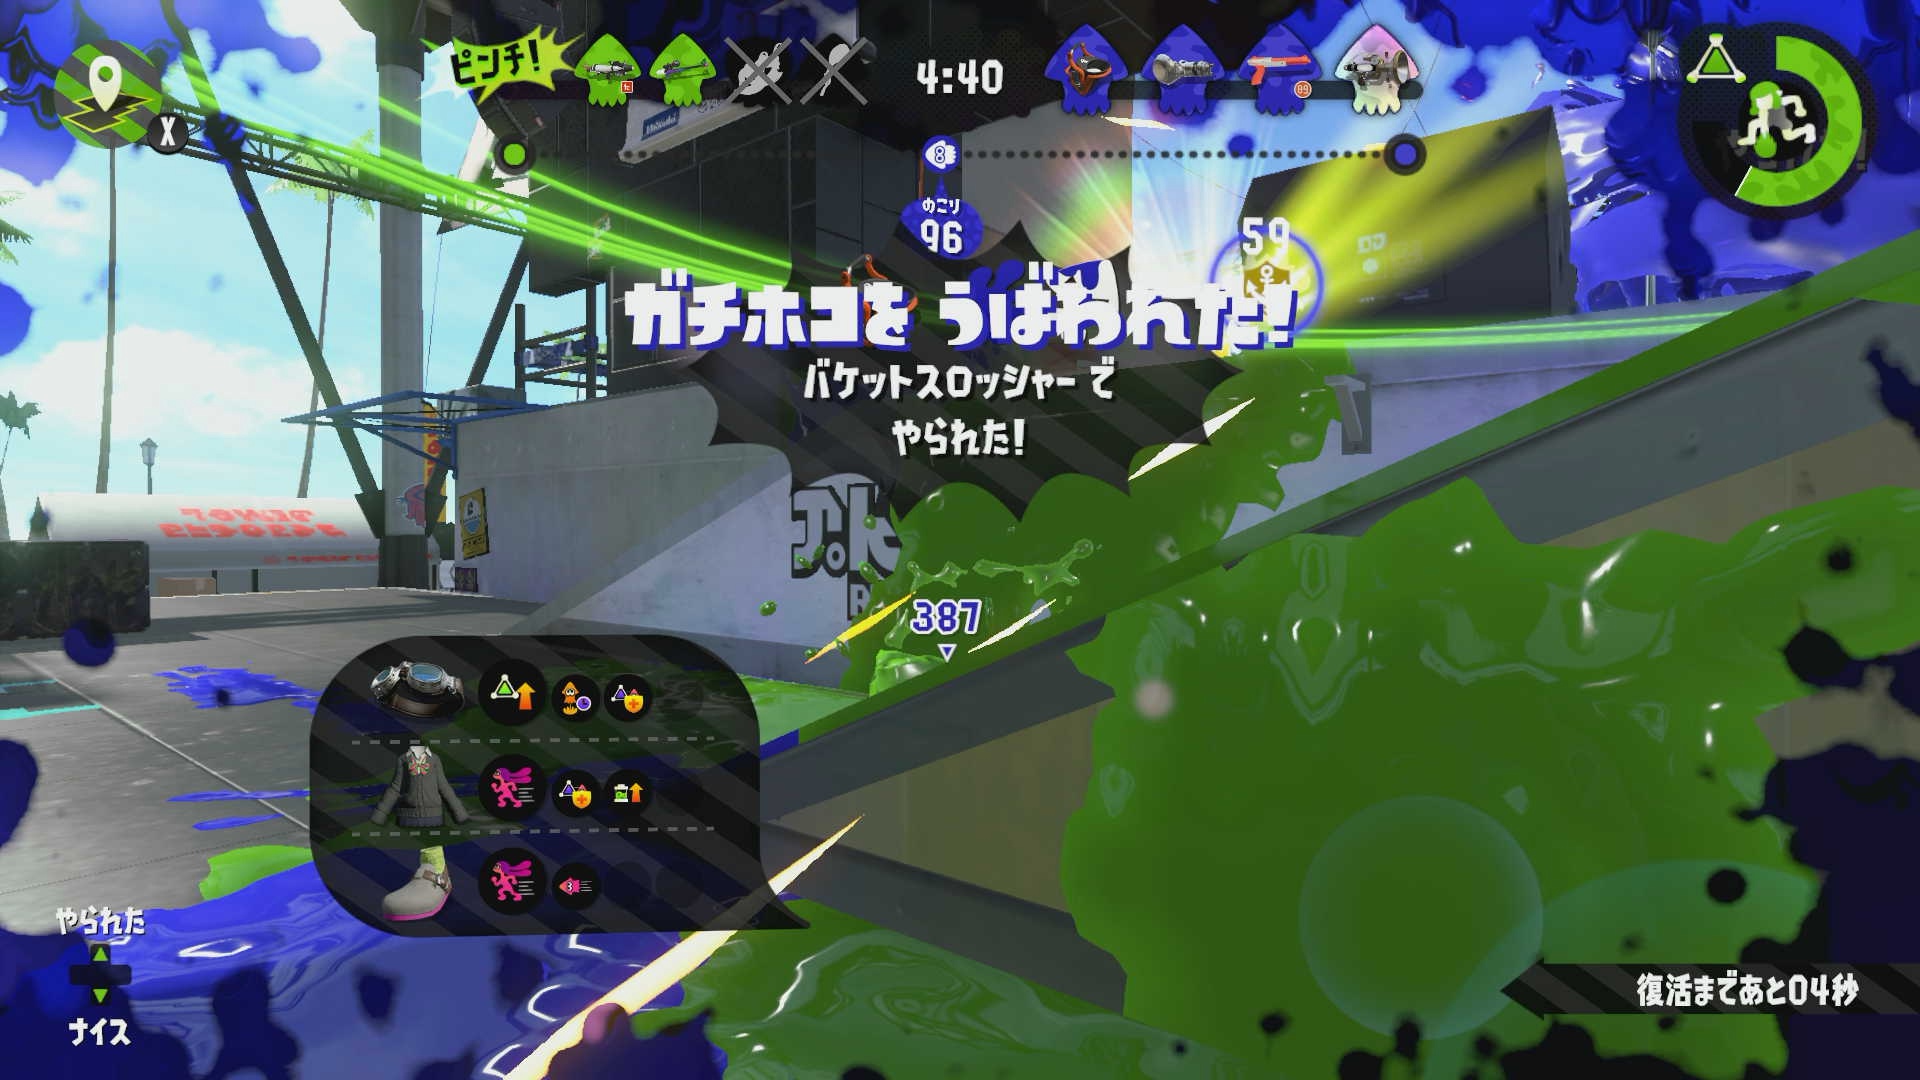 ピンチ!
4:40
89
X
8
のこり
96
59
ガチホコを うばわれた!
バケットスロッシャー で
やられた!
387
やられた
ナイス
復活まであと04秒